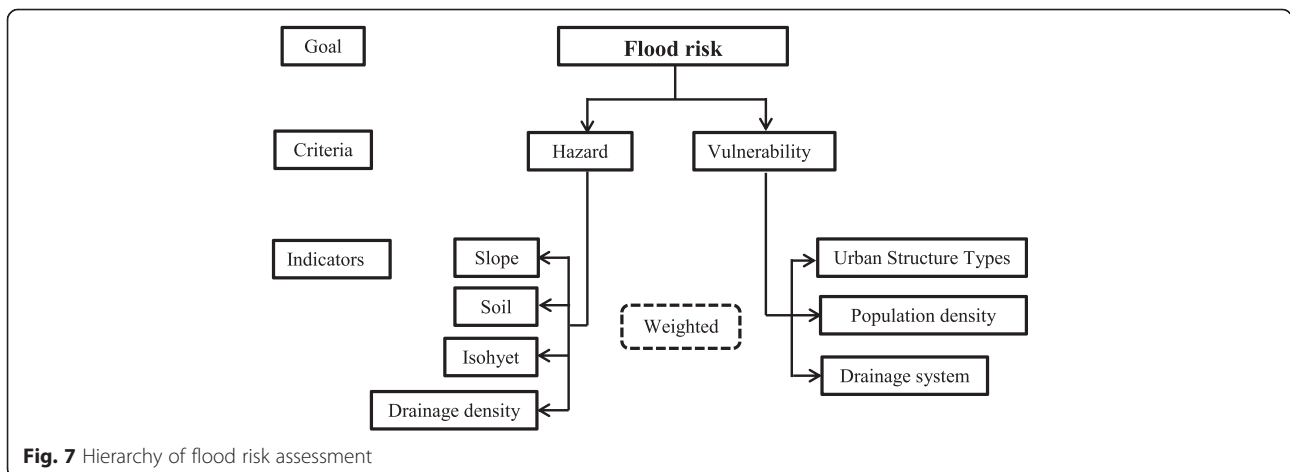 Goal
Flood risk
Criteria
Hazard
Vulnerability
Indicators
Slope
Urban Structure Types
Soil
Population density
Weighted
Isohyet
Drainage system
Drainage density
Fig. 7 Hierarchy of flood risk assessment